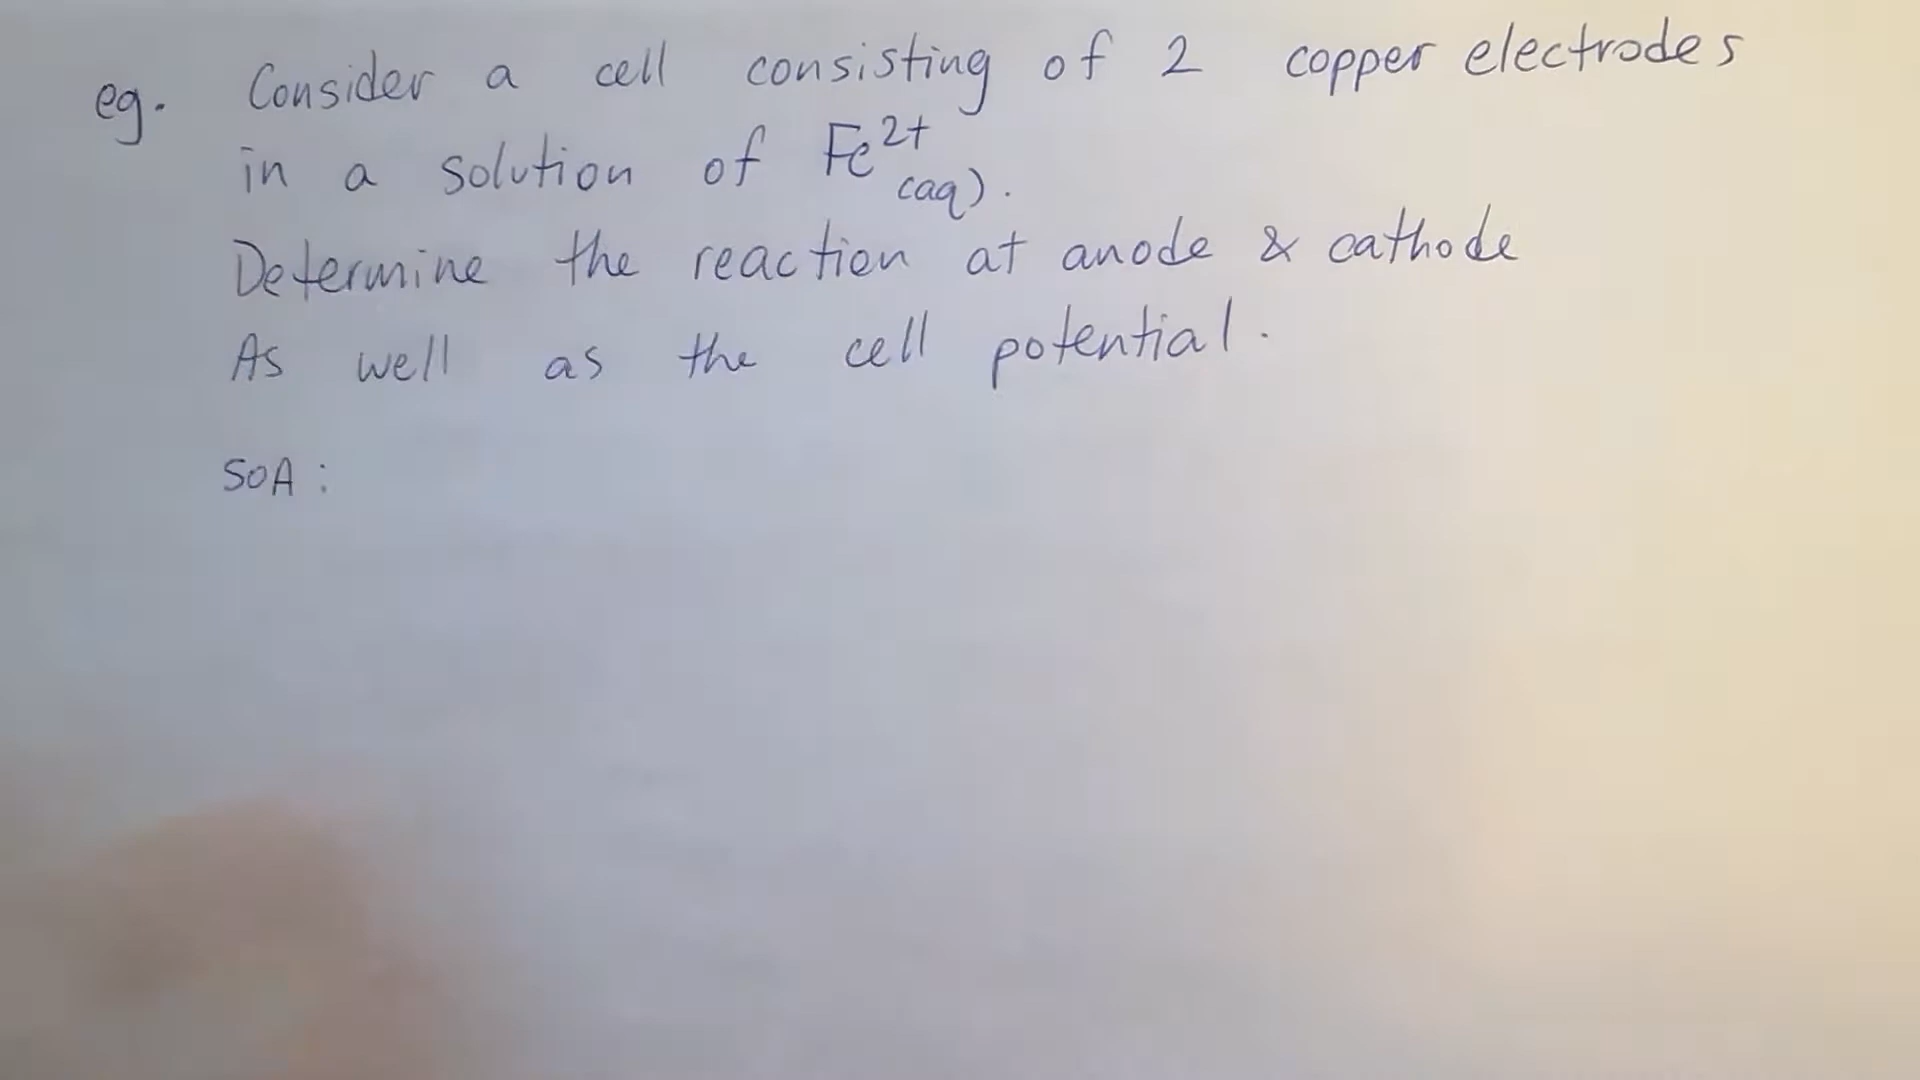 eg. Consider a cell consisting of 2 copper electrodes
in a solution of Fe²⁺(aq).
Determine the reaction at anode & cathode
As well as the cell potential.
SOA :